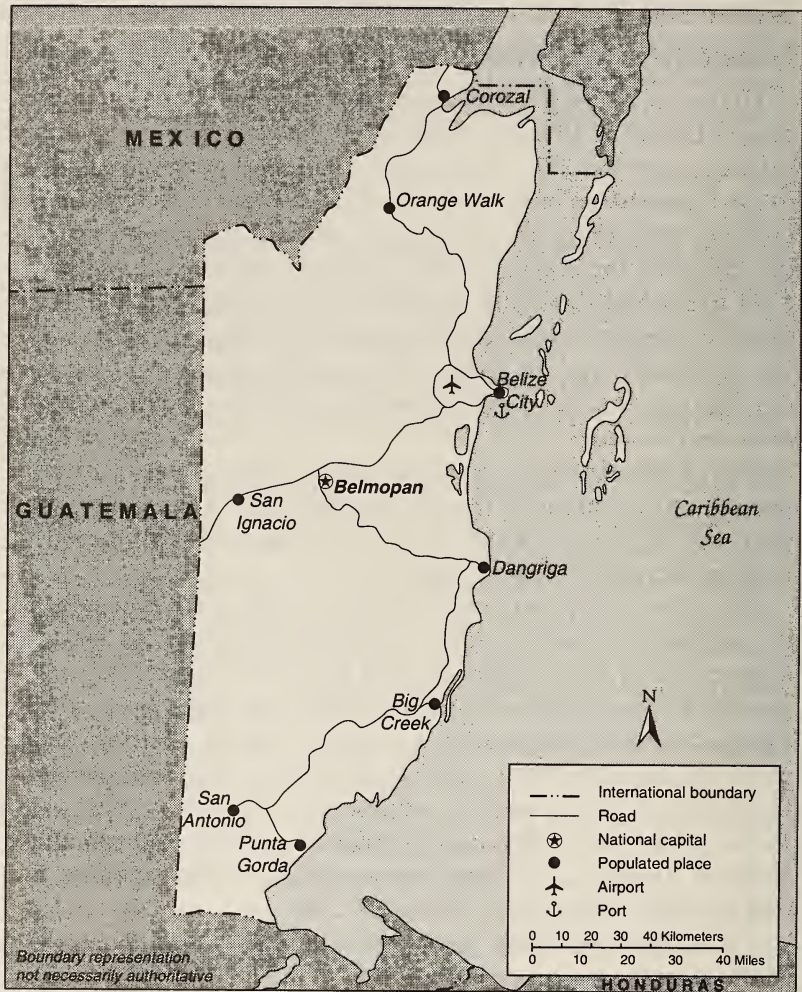 MEXICO
Corozal
Orange Walk
Belize
City
GUATEMALA
San
Ignacio
Belmopan
Caribbean
Sea
Dangriga
Big
Creek
N
San
Antonio
Punta
Gorda
International boundary
Road
National capital
Populated place
Airport
Port
0 10 20 30 40 Kilometers
0 10 20 30 40 Miles
Boundary representation
not necessarily authoritative
HONDURAS